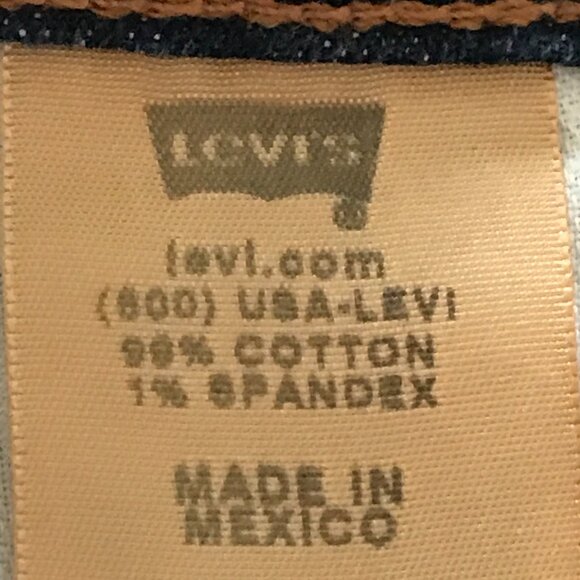 Levi's
®
levi.com
(800) USA-LEVI
99% COTTON
1% SPANDEX
MADE IN
MEXICO